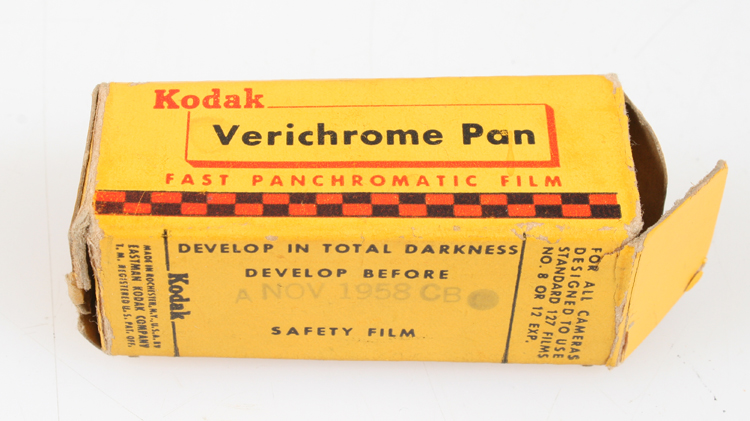 Kodak
Verichrome Pan
FAST PANCHROMATIC FILM
MADE IN ROCHESTER, N.Y., U.S.A. BY
EASTMAN KODAK COMPANY
T. M. REGISTERED U. S. PAT. OFF.
Kodak
DEVELOP IN TOTAL DARKNESS
DEVELOP BEFORE
A NOV 1958 CB
SAFETY FILM
FOR ALL CAMERAS
DESIGNED TO USE
STANDARD 127 FILMS
NO. 8 OR 12 EXP.